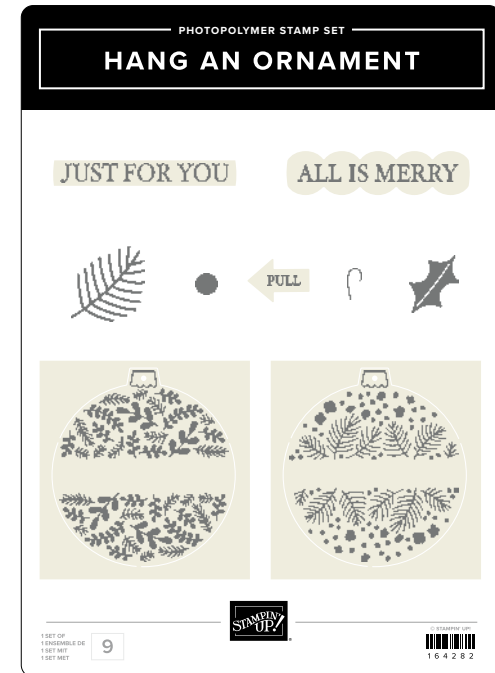 PHOTOPOLYMER STAMP SET
HANG AN ORNAMENT
JUST FOR YOU
ALL IS MERRY
PULL
1 SET OF
1 ENSEMBLE DE
1 SET MIT
1 SET MET
9
STAMPIN' UP!
© STAMPIN' UP!
164282